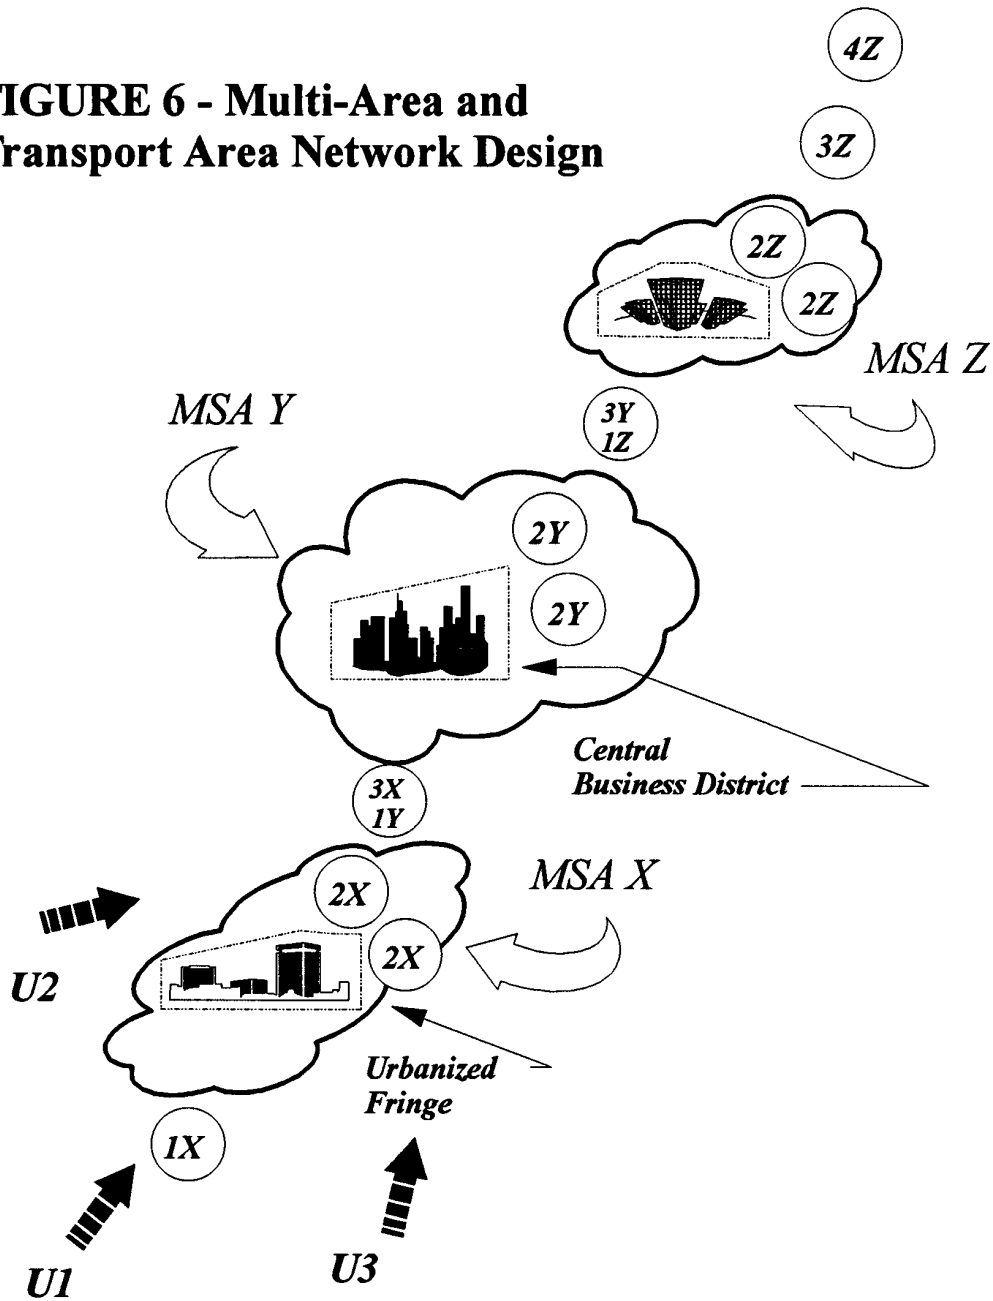 4Z
IGURE 6 - Multi-Area and
ransport Area Network Design
3Z
2Z
2Z
MSA Z
MSA Y
3Y
1Z
2Y
2Y
Central
Business District
3X
1Y
MSA X
2X
2X
U2
Urbanized
Fringe
1X
U3
U1